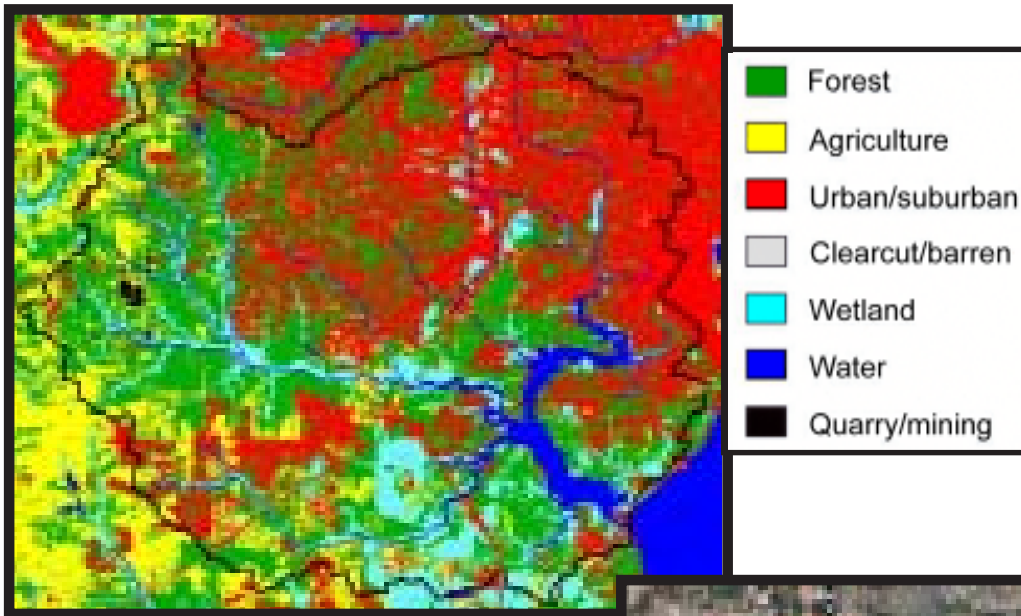 Forest
Agriculture
Urban/suburban
Clearcut/barren
Wetland
Water
Quarry/mining